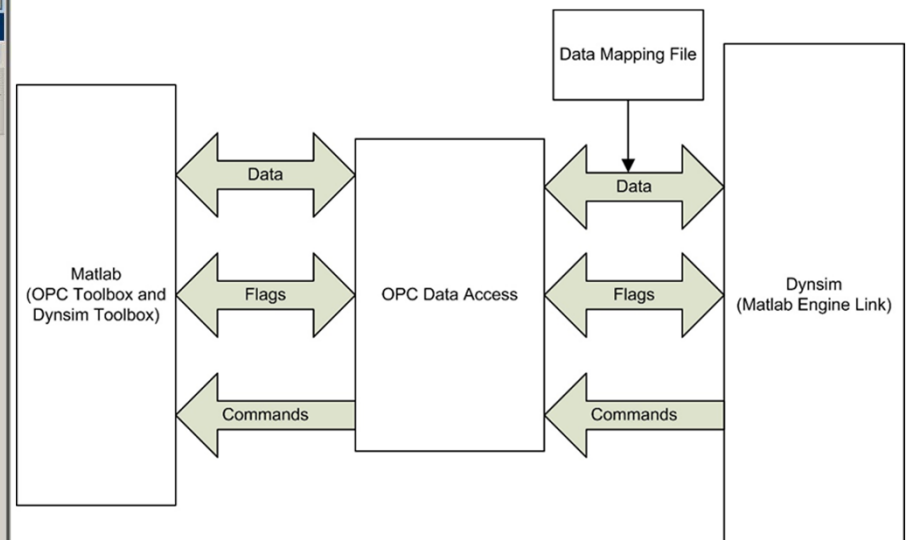 Data Mapping File
Data
Data
Matlab
(OPC Toolbox and
Dynsim Toolbox)
Flags
OPC Data Access
Flags
Dynsim
(Matlab Engine Link)
Commands
Commands